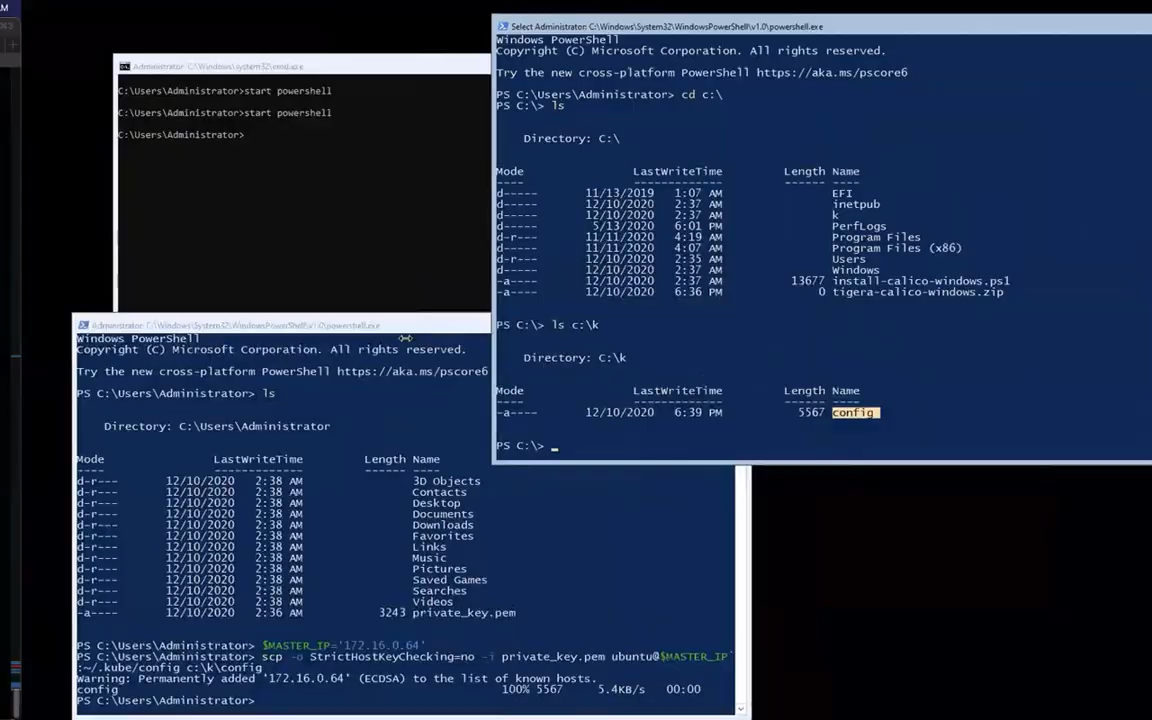 Administrator: C:\Windows\system32\cmd.exe
C:\Users\Administrator>start powershell
C:\Users\Administrator>start powershell
C:\Users\Administrator>
Select Administrator: C:\Windows\System32\WindowsPowerShell\v1.0\powershell.exe
Windows PowerShell
Copyright (C) Microsoft Corporation. All rights reserved.
Try the new cross-platform PowerShell https://aka.ms/pscore6
PS C:\Users\Administrator> cd c:\
PS C:\> ls
Directory: C:\
Mode LastWriteTime Length Name
---- ------------- ------ ----
d----- 11/13/2019 1:07 AM EFI
d----- 12/10/2020 2:37 AM inetpub
d----- 12/10/2020 2:37 AM k
d----- 5/13/2020 6:01 PM PerfLogs
d-r--- 11/11/2020 4:19 AM Program Files
d----- 11/11/2020 4:07 AM Program Files (x86)
d-r--- 12/10/2020 2:35 AM Users
d----- 12/10/2020 2:37 AM Windows
-a---- 12/10/2020 2:37 AM 13677 install-calico-windows.ps1
-a---- 12/10/2020 6:36 PM 0 tigera-calico-windows.zip
PS C:\> ls c:\k
Directory: C:\k
Mode LastWriteTime Length Name
---- ------------- ------ ----
-a---- 12/10/2020 6:39 PM 5567 config
PS C:\> _
Administrator: C:\Windows\System32\WindowsPowerShell\v1.0\powershell.exe
Windows PowerShell
Copyright (C) Microsoft Corporation. All rights reserved.
Try the new cross-platform PowerShell https://aka.ms/pscore6
PS C:\Users\Administrator> ls
Directory: C:\Users\Administrator
Mode LastWriteTime Length Name
---- ------------- ------ ----
d-r--- 12/10/2020 2:38 AM 3D Objects
d-r--- 12/10/2020 2:38 AM Contacts
d-r--- 12/10/2020 2:38 AM Desktop
d-r--- 12/10/2020 2:38 AM Documents
d-r--- 12/10/2020 2:38 AM Downloads
d-r--- 12/10/2020 2:38 AM Favorites
d-r--- 12/10/2020 2:38 AM Links
d-r--- 12/10/2020 2:38 AM Music
d-r--- 12/10/2020 2:38 AM Pictures
d-r--- 12/10/2020 2:38 AM Saved Games
d-r--- 12/10/2020 2:38 AM Searches
d-r--- 12/10/2020 2:38 AM Videos
-a---- 12/10/2020 2:36 AM 3243 private_key.pem
PS C:\Users\Administrator> $MASTER_IP='172.16.0.64'
PS C:\Users\Administrator> scp -o StrictHostKeyChecking=no -i private_key.pem ubuntu@$MASTER_IP`
:~/.kube/config c:\k\config
Warning: Permanently added '172.16.0.64' (ECDSA) to the list of known hosts.
config 100% 5567 5.4KB/s 00:00
PS C:\Users\Administrator>